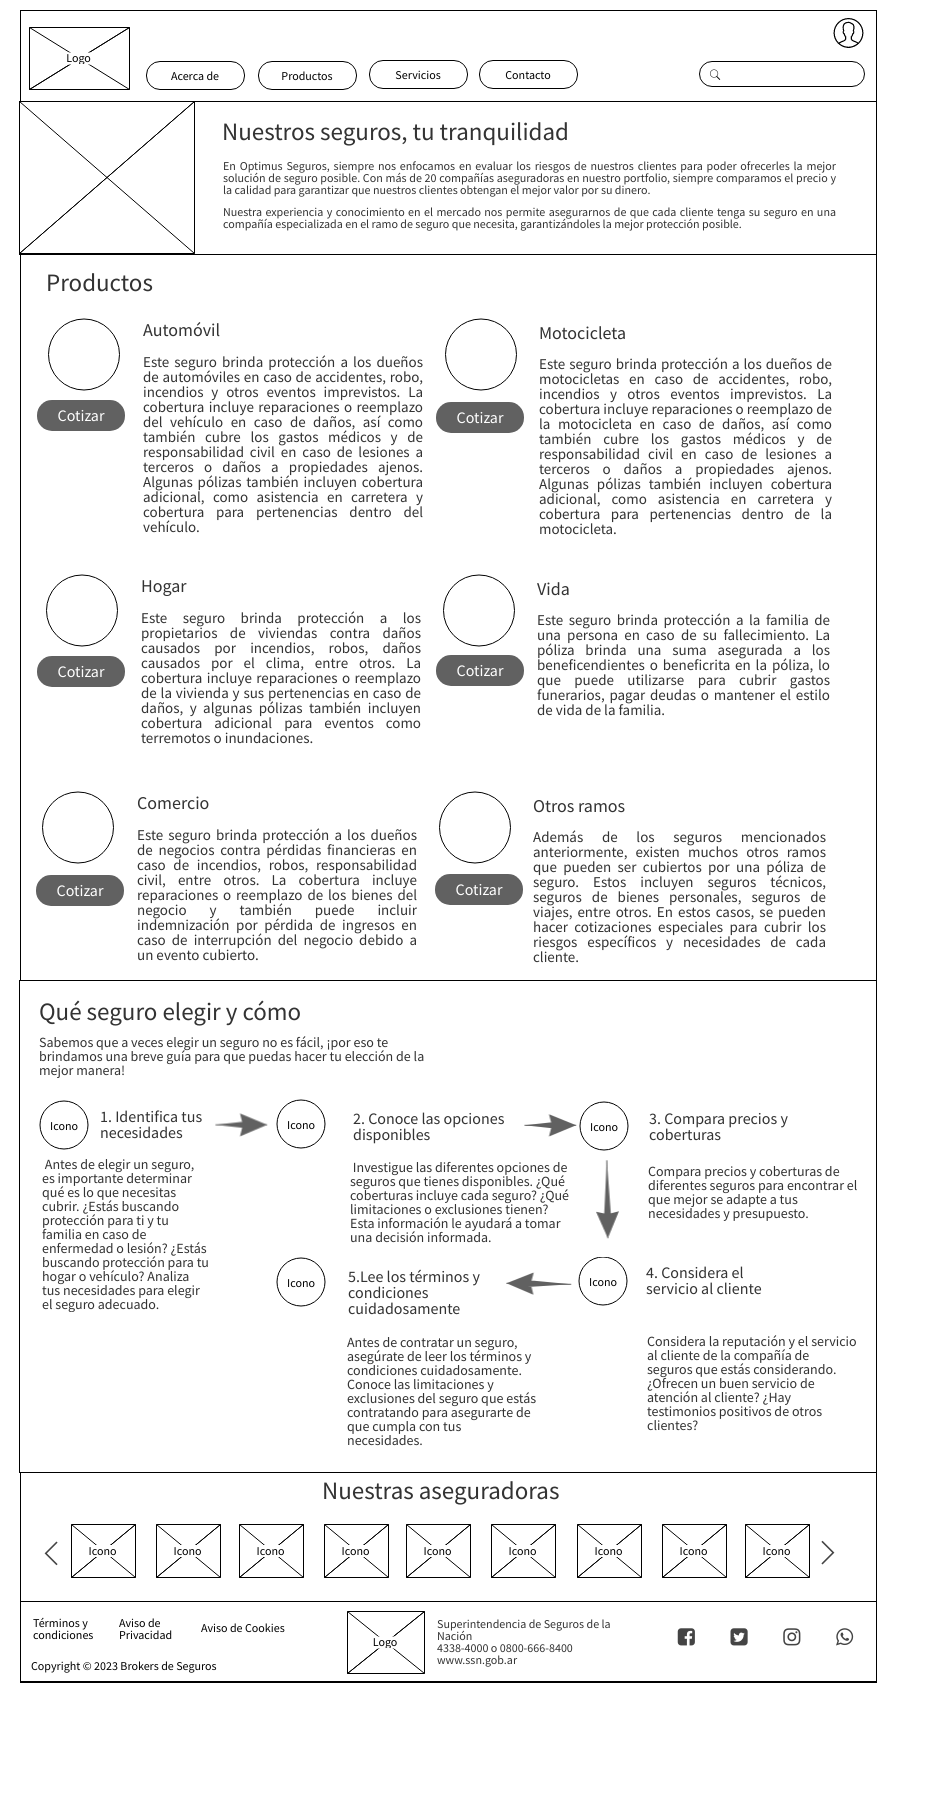 Logo
Acerca de
Productos
Servicios
Contacto
Nuestros seguros, tu tranquilidad
En Optimus Seguros, siempre nos enfocamos en evaluar los riesgos de nuestros clientes para poder ofrecerles la mejor
solución de seguro posible. Con más de 20 compañías aseguradoras en nuestro portfolio, siempre comparamos el precio y
la calidad para garantizar que nuestros clientes obtengan el mejor valor por su dinero.
Nuestra experiencia y conocimiento en el mercado nos permite asegurarnos de que cada cliente tenga su seguro en una
compañía especializada en el ramo de seguro que necesita, garantizándoles la mejor protección posible.
Productos
Automóvil
Este seguro brinda protección a los dueños
de automóviles en caso de accidentes, robo,
incendios y otros eventos imprevistos. La
cobertura incluye reparaciones o reemplazo
del vehículo en caso de daños, así como
también cubre los gastos médicos y de
responsabilidad civil en caso de lesiones a
terceros o daños a propiedades ajenos.
Algunas pólizas también incluyen cobertura
adicional, como asistencia en carretera y
cobertura para pertenencias dentro del
vehículo.
Cotizar
Motocicleta
Este seguro brinda protección a los dueños de
motocicletas en caso de accidentes, robo,
incendios y otros eventos imprevistos. La
cobertura incluye reparaciones o reemplazo de
la motocicleta en caso de daños, así como
también cubre los gastos médicos y de
responsabilidad civil en caso de lesiones a
terceros o daños a propiedades ajenos.
Algunas pólizas también incluyen cobertura
adicional, como asistencia en carretera y
cobertura para pertenencias dentro de la
motocicleta.
Cotizar
Hogar
Este seguro brinda protección a los
propietarios de viviendas contra daños
causados por incendios, robos, daños
causados por el clima, entre otros. La
cobertura incluye reparaciones o reemplazo
de la vivienda y sus pertenencias en caso de
daños, y algunas pólizas también incluyen
cobertura adicional para eventos como
terremotos o inundaciones.
Cotizar
Vida
Este seguro brinda protección a la familia de
una persona en caso de su fallecimiento. La
póliza brinda una suma asegurada a los
beneficendientes o beneficrita en la póliza, lo
que puede utilizarse para cubrir gastos
funerarios, pagar deudas o mantener el estilo
de vida de la familia.
Cotizar
Comercio
Este seguro brinda protección a los dueños
de negocios contra pérdidas financieras en
caso de incendios, robos, responsabilidad
civil, entre otros. La cobertura incluye
reparaciones o reemplazo de los bienes del
negocio y también puede incluir
indemnización por pérdida de ingresos en
caso de interrupción del negocio debido a
un evento cubierto.
Cotizar
Otros ramos
Además de los seguros mencionados
anteriormente, existen muchos otros ramos
que pueden ser cubiertos por una póliza de
seguro. Estos incluyen seguros técnicos,
seguros de bienes personales, seguros de
viajes, entre otros. En estos casos, se pueden
hacer cotizaciones especiales para cubrir los
riesgos específicos y necesidades de cada
cliente.
Cotizar
Qué seguro elegir y cómo
Sabemos que a veces elegir un seguro no es fácil, ¡por eso te
brindamos una breve guía para que puedas hacer tu elección de la
mejor manera!
Icono
1. Identifica tus
necesidades
Antes de elegir un seguro,
es importante determinar
qué es lo que necesitas
cubrir. ¿Estás buscando
protección para ti y tu
familia en caso de
enfermedad o lesión? ¿Estás
buscando protección para tu
hogar o vehículo? Analiza
tus necesidades para elegir
el seguro adecuado.
Icono
2. Conoce las opciones
disponibles
Investigue las diferentes opciones de
seguros que tienes disponibles. ¿Qué
coberturas incluye cada seguro? ¿Qué
limitaciones o exclusiones tienen?
Esta información le ayudará a tomar
una decisión informada.
Icono
3. Compara precios y
coberturas
Compara precios y coberturas de
diferentes seguros para encontrar el
que mejor se adapte a tus
necesidades y presupuesto.
Icono
4. Considera el
servicio al cliente
Considera la reputación y el servicio
al cliente de la compañía de
seguros que estás considerando.
¿Ofrecen un buen servicio de
atención al cliente? ¿Hay
testimonios positivos de otros
clientes?
Icono
5.Lee los términos y
condiciones
cuidadosamente
Antes de contratar un seguro,
asegúrate de leer los términos y
condiciones cuidadosamente.
Conoce las limitaciones y
exclusiones del seguro que estás
contratando para asegurarte de
que cumpla con tus
necesidades.
Nuestras aseguradoras
Icono
Icono
Icono
Icono
Icono
Icono
Icono
Icono
Icono
Términos y
condiciones
Aviso de
Privacidad
Aviso de Cookies
Copyright © 2023 Brokers de Seguros
Logo
Superintendencia de Seguros de la
Nación
4338-4000 o 0800-666-8400
www.ssn.gob.ar